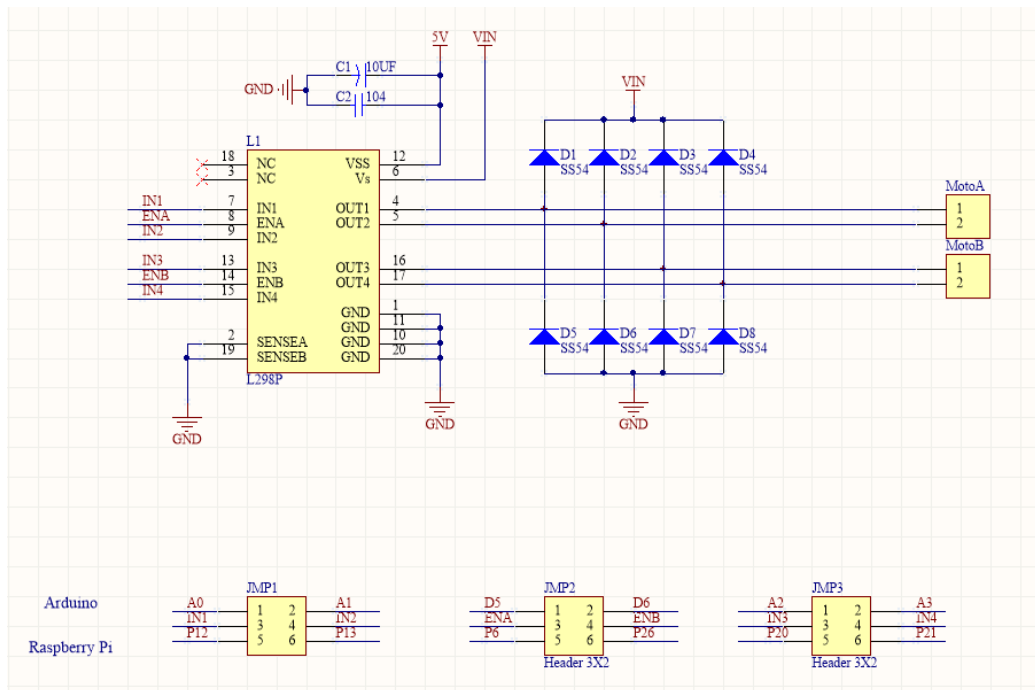 5V VIN
C1 10UF
GND
C2 104
VIN
L1
18 NC VSS 12
3 NC Vs 6
D1 D2 D3 D4
SS54 SS54 SS54 SS54
MotoA
IN1 7 IN1 OUT1 4 1
ENA 8 ENA OUT2 5 2
IN2 9 IN2
MotoB
IN3 13 IN3 OUT3 16 1
ENB 14 ENB OUT4 17 2
IN4 15 IN4
GND 1
GND 11
2 SENSEA GND 10
19 SENSEB GND 20
D5 D6 D7 D8
SS54 SS54 SS54 SS54
L298P
GND
GND
GND
JMP1 JMP2 JMP3
Arduino A0 1 2 A1 D5 1 2 D6 A2 1 2 A3
IN1 3 4 IN2 ENA 3 4 ENB IN3 3 4 IN4
Raspberry Pi P12 5 6 P13 P6 5 6 P26 P20 5 6 P21
Header 3X2 Header 3X2